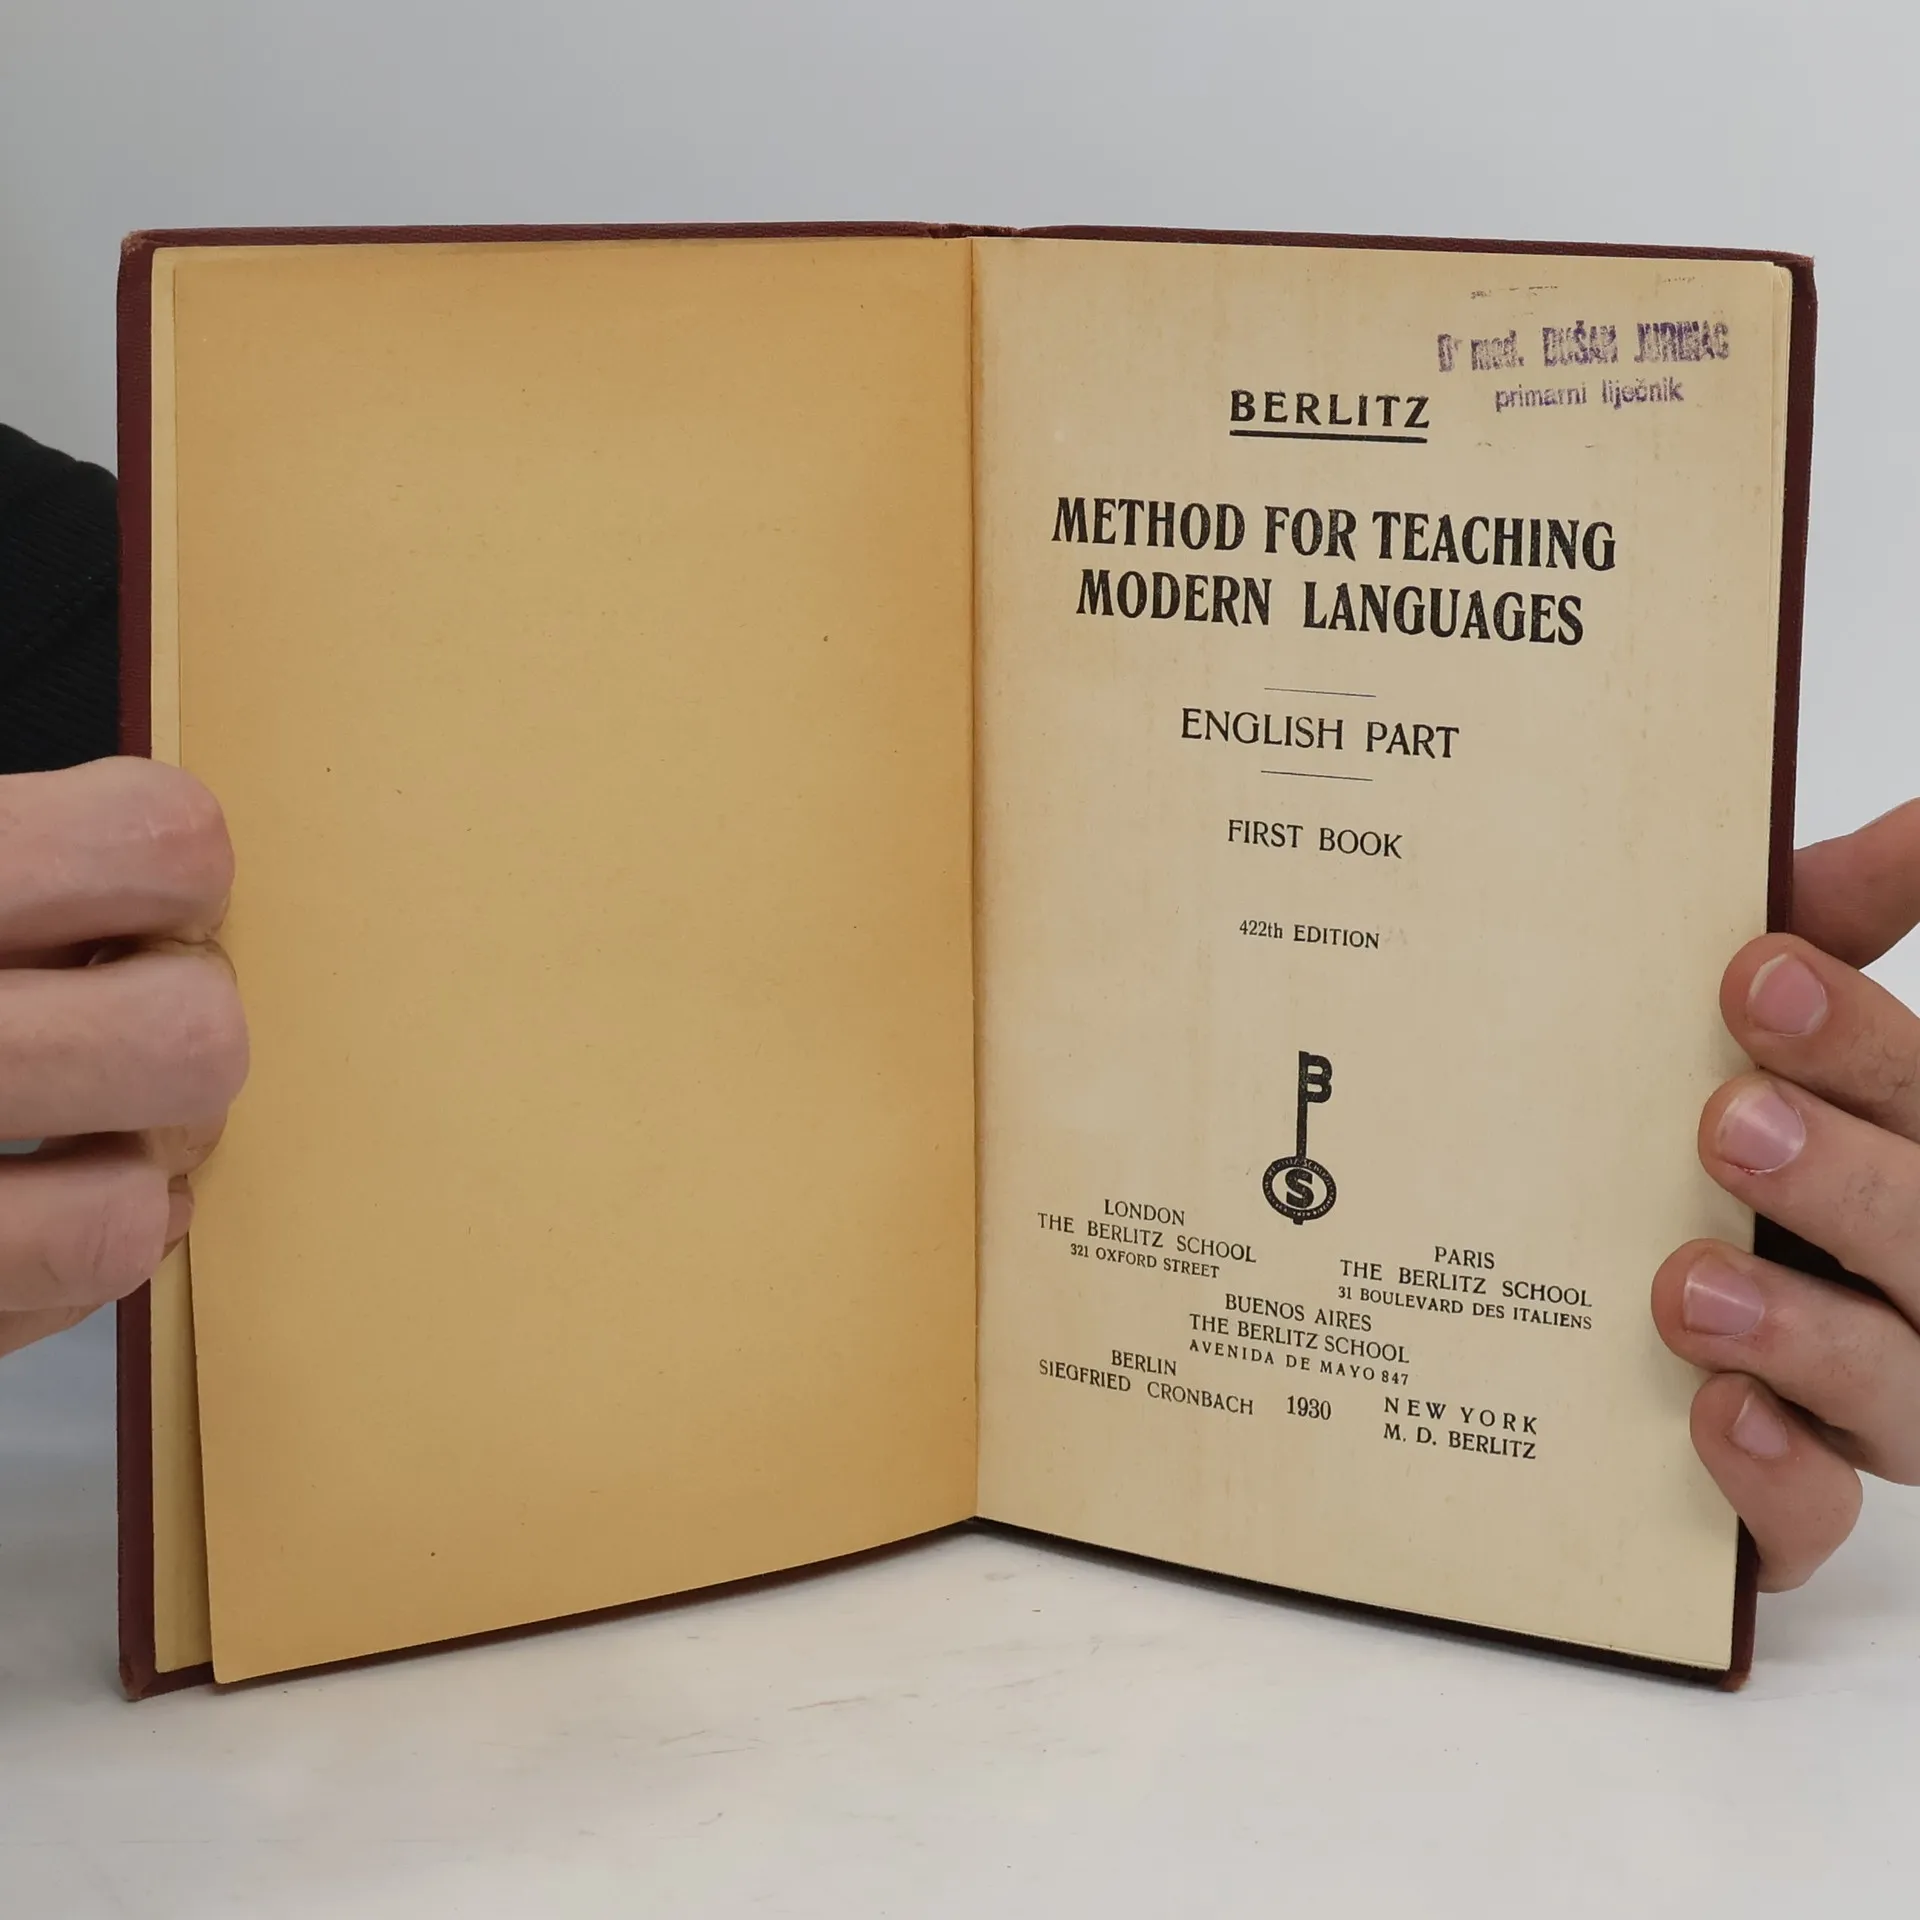 Dr med. DUŠAN JURINAC
primarni liječnik
BERLITZ
METHOD FOR TEACHING
MODERN LANGUAGES
ENGLISH PART
FIRST BOOK
422th EDITION
B
S
LONDON
THE BERLITZ SCHOOL
321 OXFORD STREET
PARIS
THE BERLITZ SCHOOL
31 BOULEVARD DES ITALIENS
BUENOS AIRES
THE BERLITZ SCHOOL
AVENIDA DE MAYO 847
BERLIN
SIEGFRIED CRONBACH
1930
NEW YORK
M. D. BERLITZ